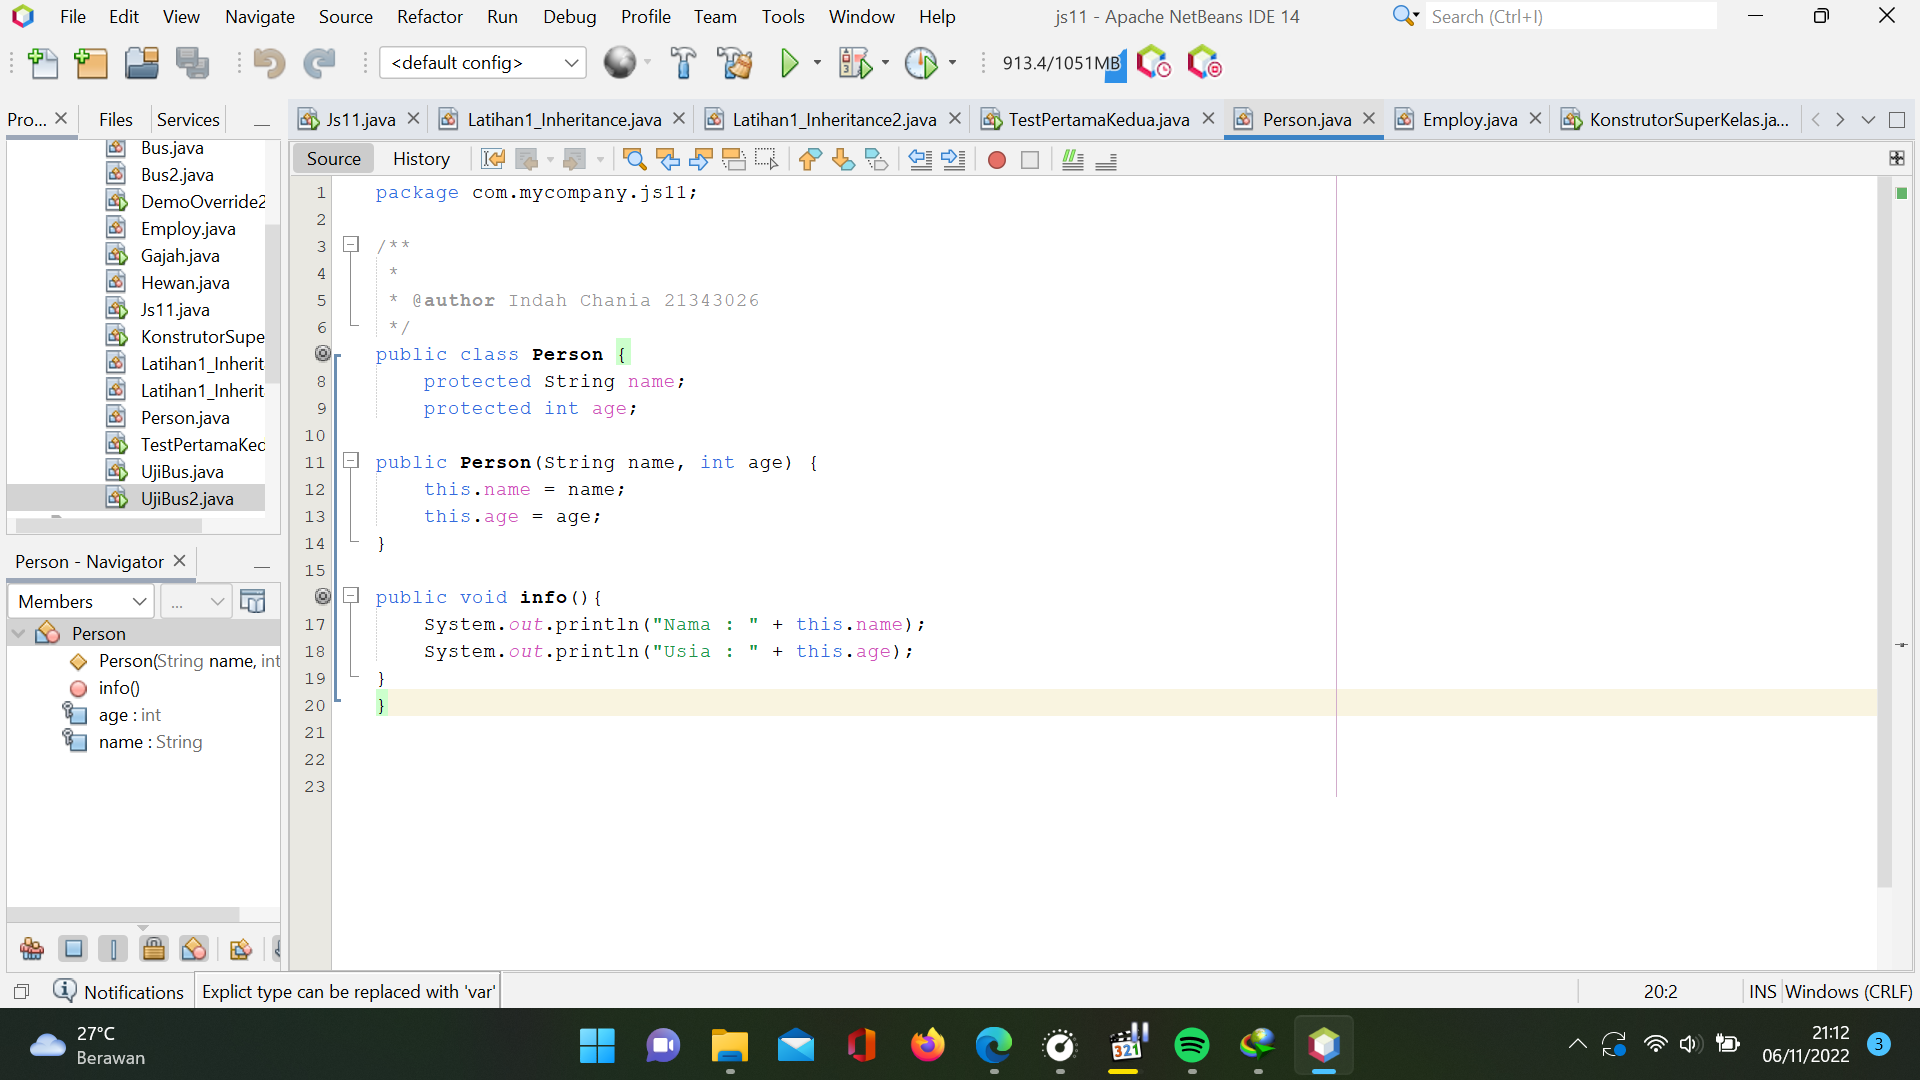 File Edit View Navigate Source Refactor Run Debug Profile Team Tools Window Help
js11 - Apache NetBeans IDE 14
Search (Ctrl+I)
<default config>
913.4/1051MB
Pro... Files Services
Js11.java Latihan1_Inheritance.java Latihan1_Inheritance2.java TestPertamaKedua.java Person.java Employ.java KonstrutorSuperKelas.ja...
Source History
Bus.java
Bus2.java
DemoOverride2
Employ.java
Gajah.java
Hewan.java
Js11.java
KonstrutorSupe
Latihan1_Inherit
Latihan1_Inherit
Person.java
TestPertamaKed
UjiBus.java
UjiBus2.java
Person - Navigator
Members ...
Person
Person(String name, int
info()
age : int
name : String
1 package com.mycompany.js11;
2
3 /**
4 *
5 * @author Indah Chania 21343026
6 */
public class Person {
8 protected String name;
9 protected int age;
10
11 public Person(String name, int age) {
12 this.name = name;
13 this.age = age;
14 }
15
public void info(){
17 System.out.println("Nama : " + this.name);
18 System.out.println("Usia : " + this.age);
19 }
20 }
21
22
23
Notifications Explict type can be replaced with 'var'
20:2 INS Windows (CRLF)
27°C
Berawan
321
21:12
06/11/2022
3